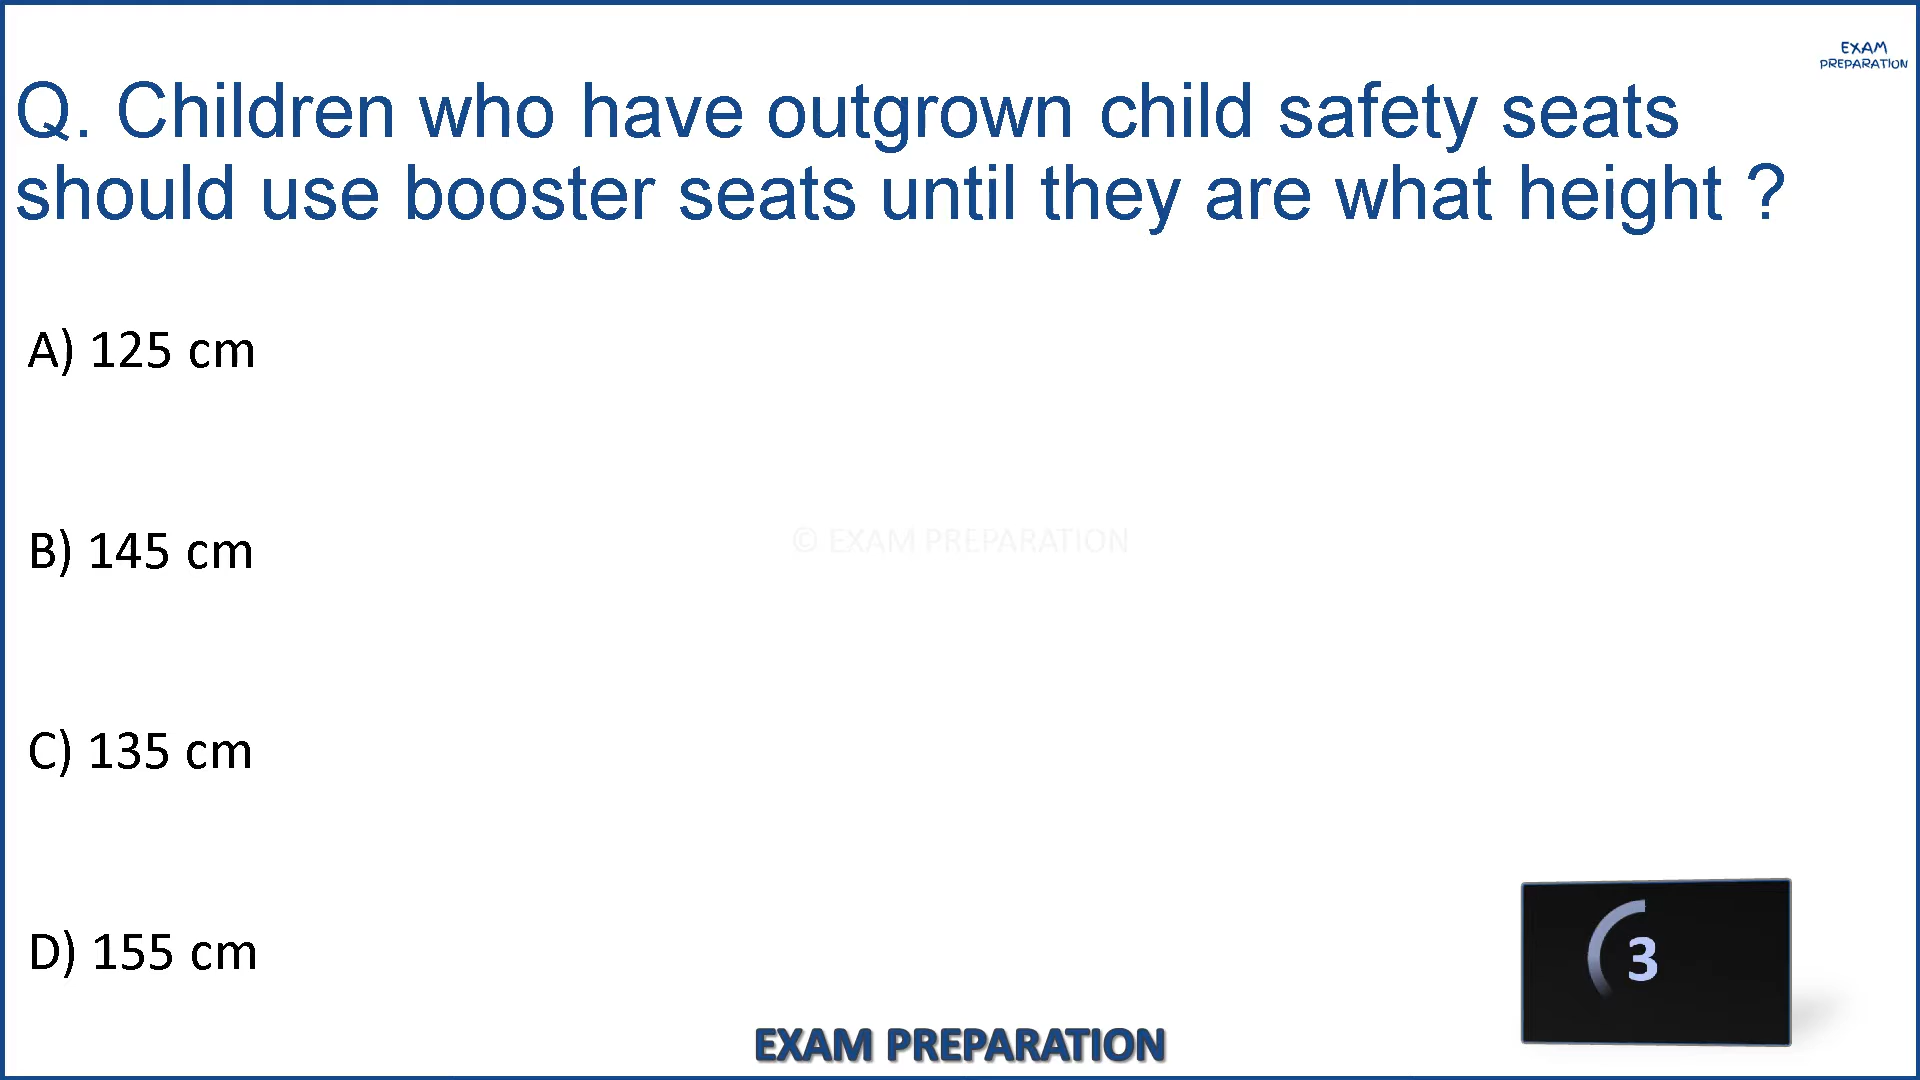 EXAM
PREPARATION
Q. Children who have outgrown child safety seats
should use booster seats until they are what height ?
A) 125 cm
B) 145 cm
© EXAM PREPARATION
C) 135 cm
D) 155 cm
3
EXAM PREPARATION